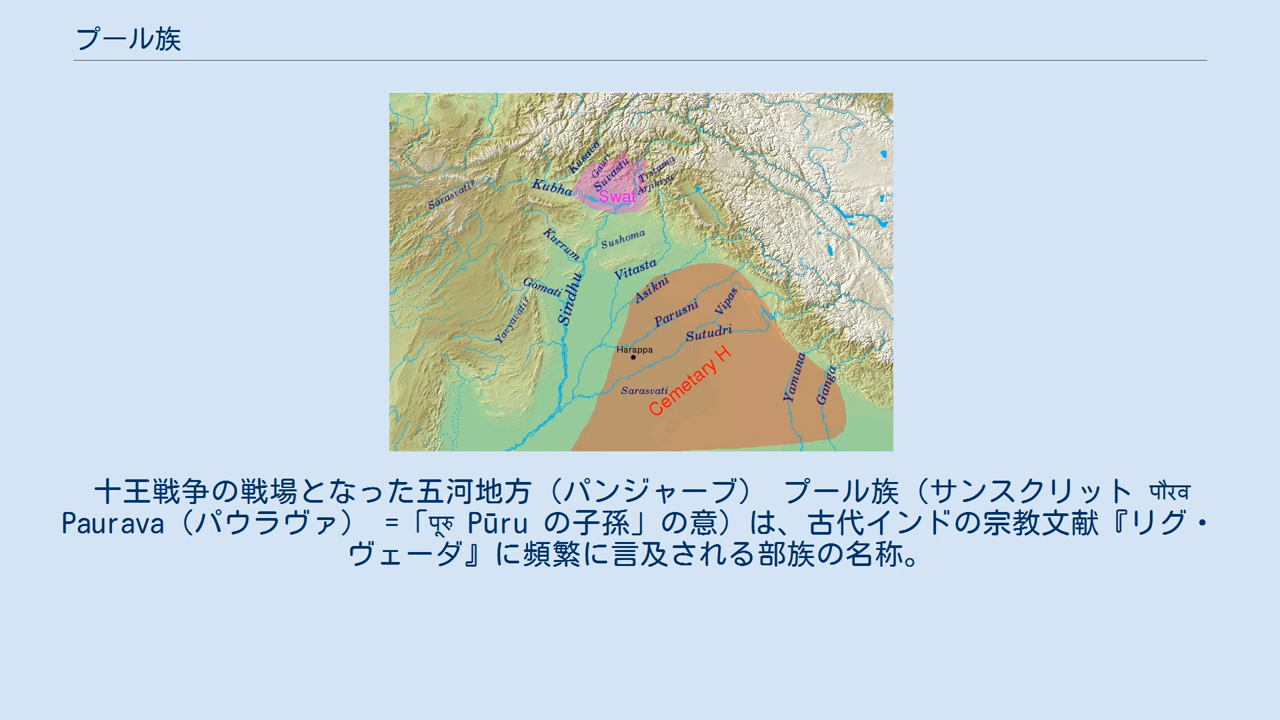 プール族
Kusava
Gauri
Suvastu
Trshama
Arjikiya
Kubha
Swat
Sarasvati?
Kurrum
Sushoma
Vitasta
Gomati
Sindhu
Asikni
Yavyavati?
Parusni
Vipas
Sutudri
Harappa
Cemetary H
Sarasvati
Yamuna
Ganga
十王戦争の戦場となった五河地方（パンジャーブ） プール族（サンスクリット पौरव
Paurava（パウラヴァ） =「पूरु Pūru の子孫」の意）は、古代インドの宗教文献『リグ・
ヴェーダ』に頻繁に言及される部族の名称。